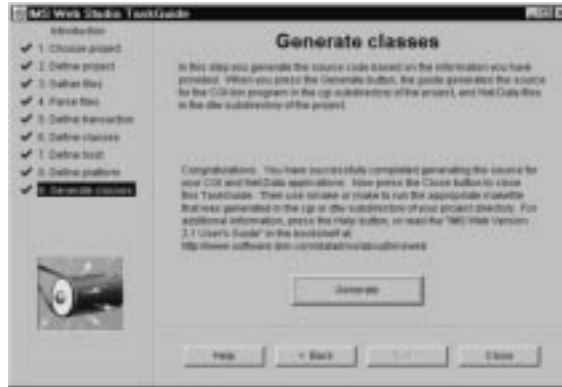 IMS Web Studio TaskGuide
Introduction
1. Choose project
2. Define project
3. Gather files
4. Parse files
5. Define transaction
6. Define classes
7. Define host
8. Define platform
9. Generate classes
Generate classes
In this step you generate the source code based on the information you have
provided. When you press the Generate button, the guide generated the source
for the CGI-bin program in the cgi subdirectory of the project, and Net.Data files
in the dtw subdirectory of the project.
Congratulations. You have successfully completed generating the source for
your CGI and Net.Data applications. Now press the Close button to close
this TaskGuide. Then use nmake or make to run the appropriate makefile
that was generated in the cgi or dtw subdirectory of your project directory. For
additional information, press the Help button, or read the "IMS Web Version
2.1 User's Guide" in the bookshelf at
Generate
Help
< Back
Close